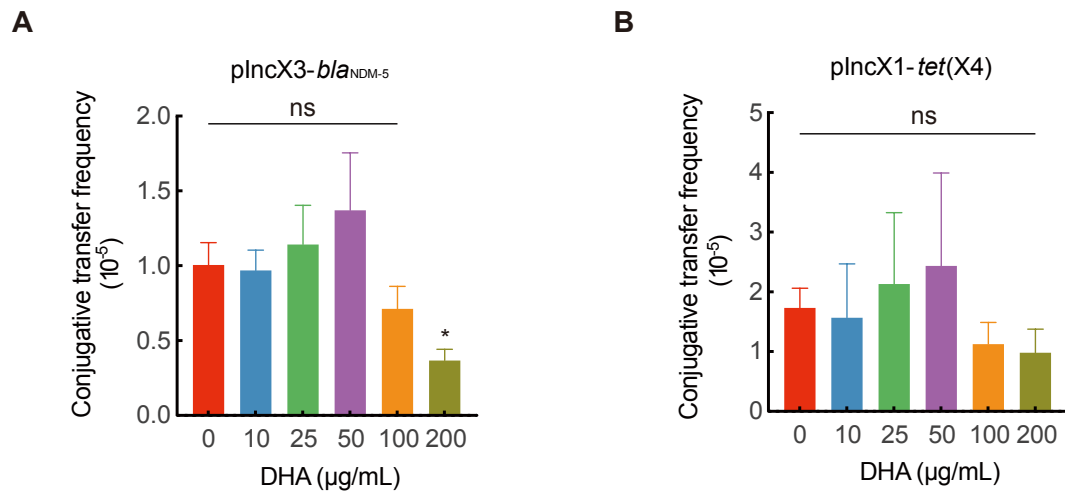 A
pIncX3-blaNDM-5
ns
Conjugative transfer frequency
(10-5)
2.0
1.5
1.0
0.5
0.0
*
0 10 25 50 100 200
DHA (μg/mL)
B
pIncX1-tet(X4)
ns
Conjugative transfer frequency
(10-5)
5
4
3
2
1
0
0 10 25 50 100 200
DHA (μg/mL)